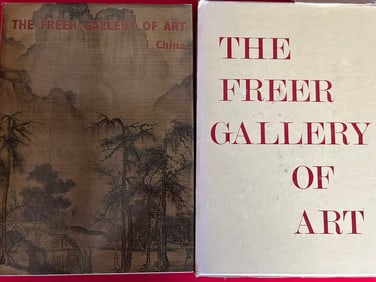 THE FREER GALLERY OF ART
I China
THE
FREER
GALLERY
OF
ART